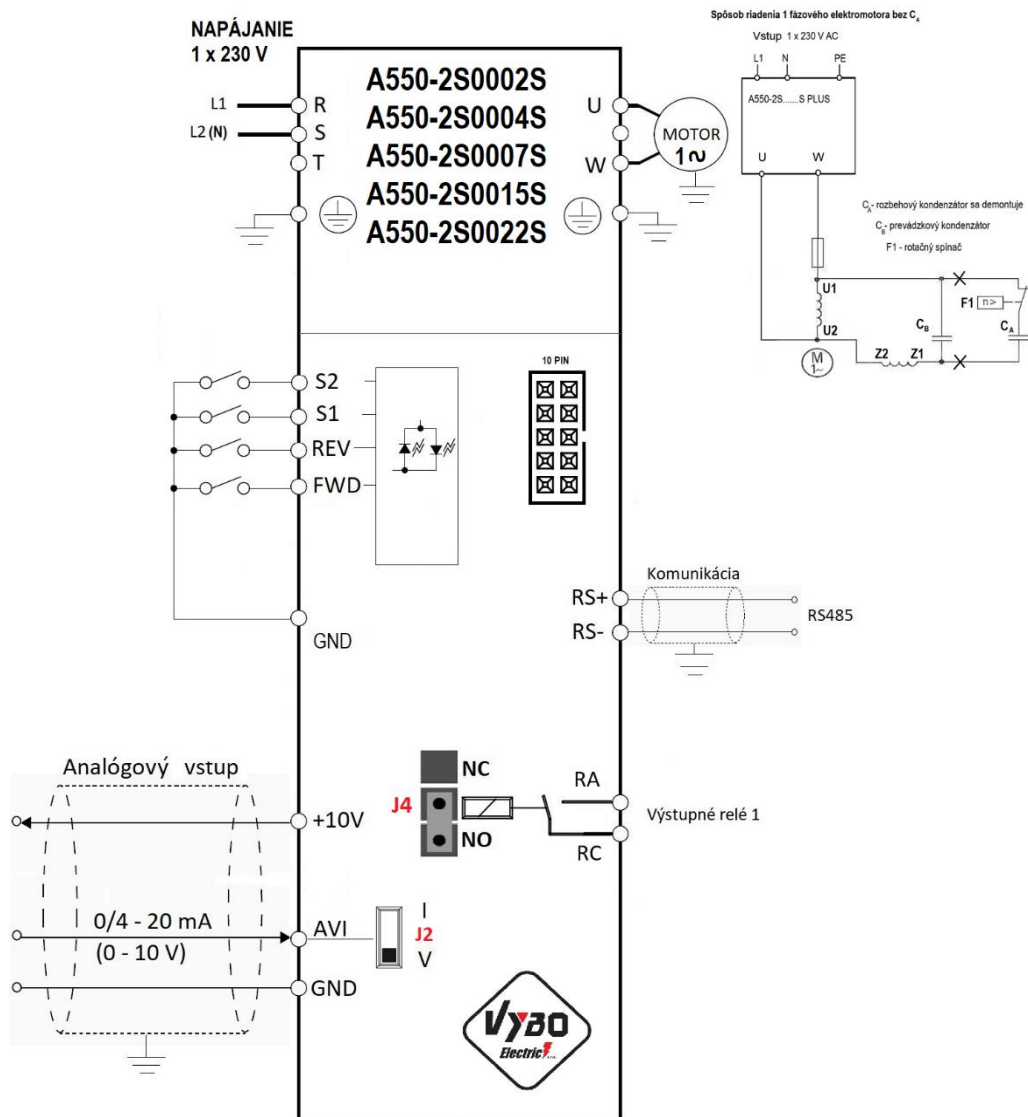 NAPÁJANIE
1 x 230 V
A550-2S0002S
A550-2S0004S
A550-2S0007S
A550-2S0015S
A550-2S0022S
L1
R
L2 (N)
S
T
U
W
MOTOR
1~
Spôsob riadenia 1 fázového elektromotora bez CA
Vstup 1 x 230 V AC
L1 N PE
A550-2S.......S PLUS
U W
CA - rozbehový kondenzátor sa demontuje
CB - prevádzkový kondenzátor
F1 - rotačný spínač
U1
F1 n>
U2
CB
CA
M
1~
Z2 Z1
10 PIN
S2
S1
REV
FWD
GND
Komunikácia
RS+
RS-
RS485
Analógový vstup
+10V
0/4 - 20 mA
(0 - 10 V)
AVI
GND
NC
J4
NO
RA
RC
Výstupné relé 1
I
J2
V
VYBO
Electric